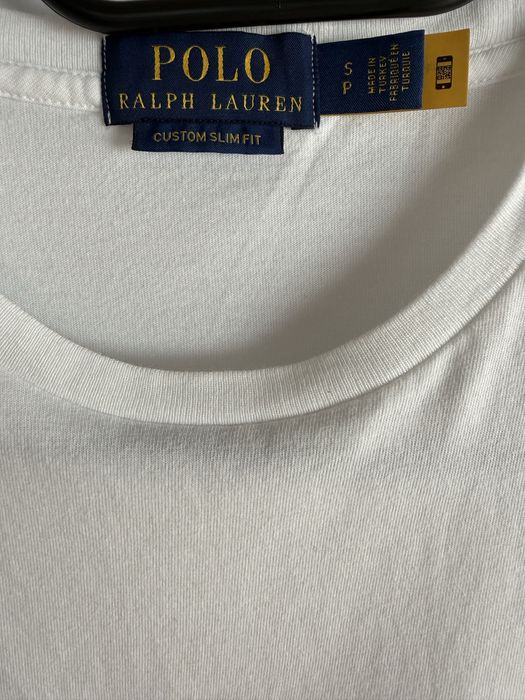 POLO
RALPH LAUREN
CUSTOM SLIM FIT
S
P
MADE IN
TURKEY
FABRIQUÉ EN
TURQUIE